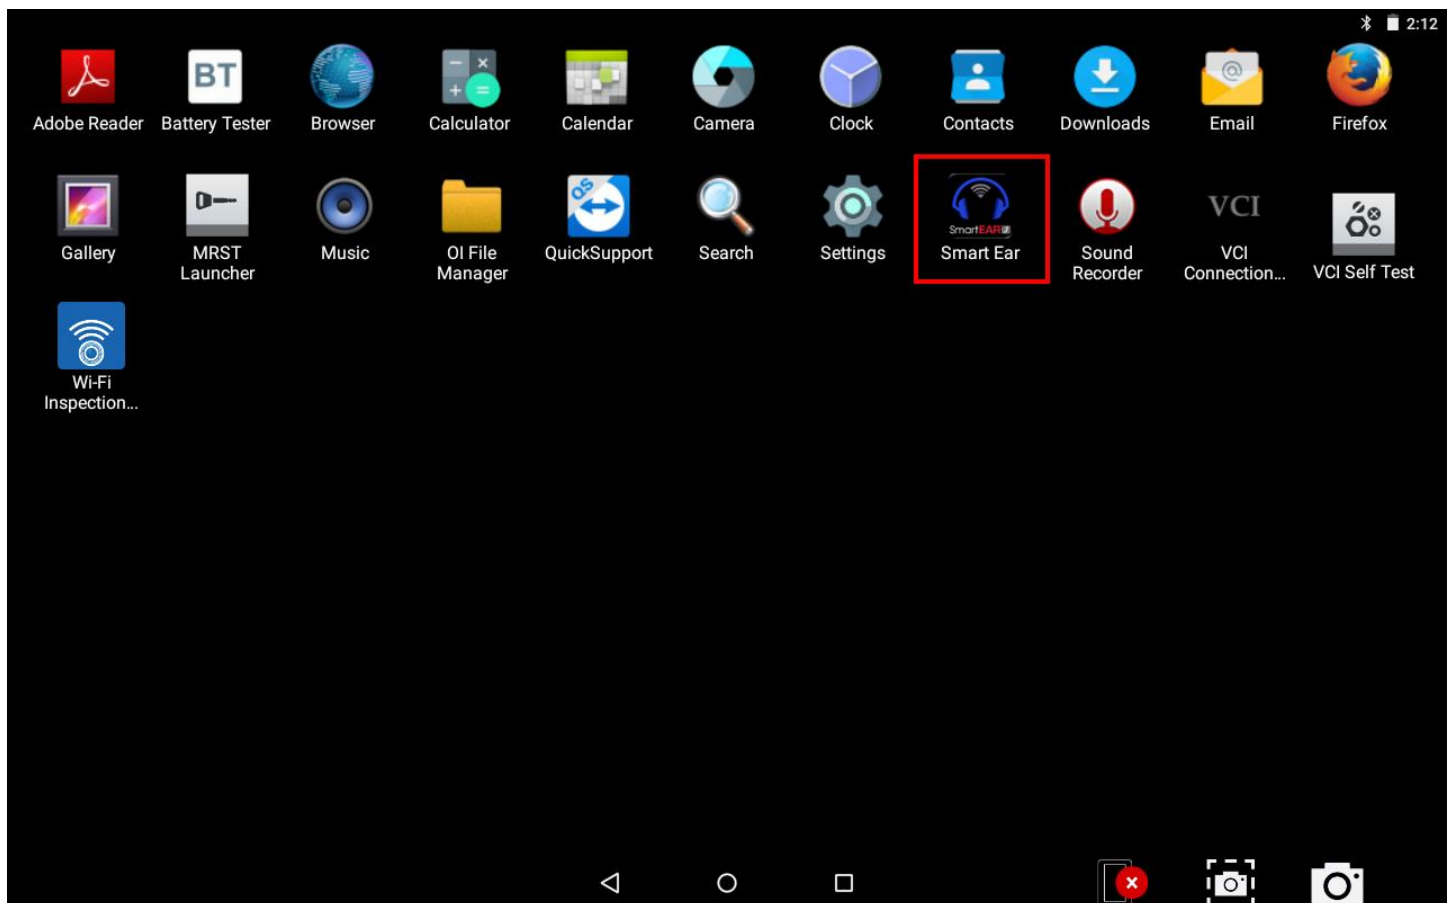 2:12
Adobe Reader
BT
Battery Tester
Browser
Calculator
Calendar
Camera
Clock
Contacts
Downloads
@
Email
Firefox
Gallery
MRST
Launcher
Music
OI File
Manager
QS
QuickSupport
Search
Settings
SmartEAR
Smart Ear
Sound
Recorder
VCI
VCI
Connection...
VCI Self Test
Wi-Fi
Inspection...